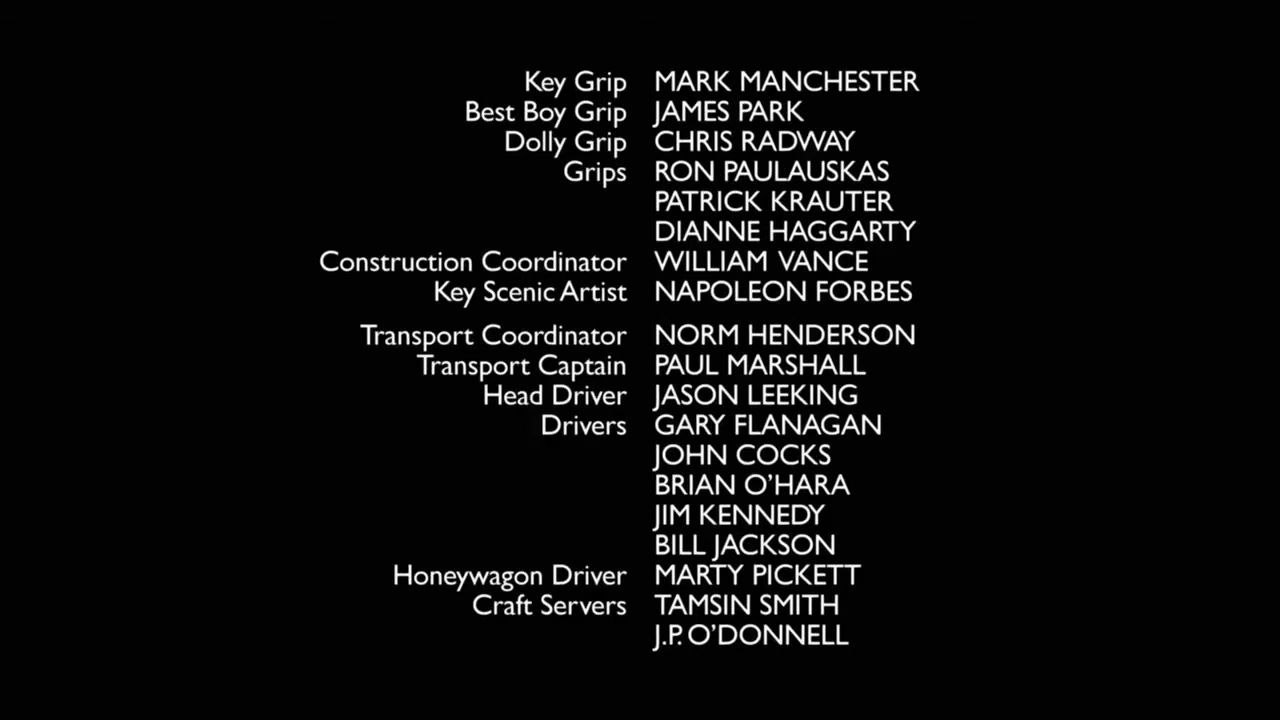 Key Grip MARK MANCHESTER
Best Boy Grip JAMES PARK
Dolly Grip CHRIS RADWAY
Grips RON PAULAUSKAS
PATRICK KRAUTER
DIANNE HAGGARTY
Construction Coordinator WILLIAM VANCE
Key Scenic Artist NAPOLEON FORBES
Transport Coordinator NORM HENDERSON
Transport Captain PAUL MARSHALL
Head Driver JASON LEEKING
Drivers GARY FLANAGAN
JOHN COCKS
BRIAN O’HARA
JIM KENNEDY
BILL JACKSON
Honeywagon Driver MARTY PICKETT
Craft Servers TAMSIN SMITH
J.P. O’DONNELL